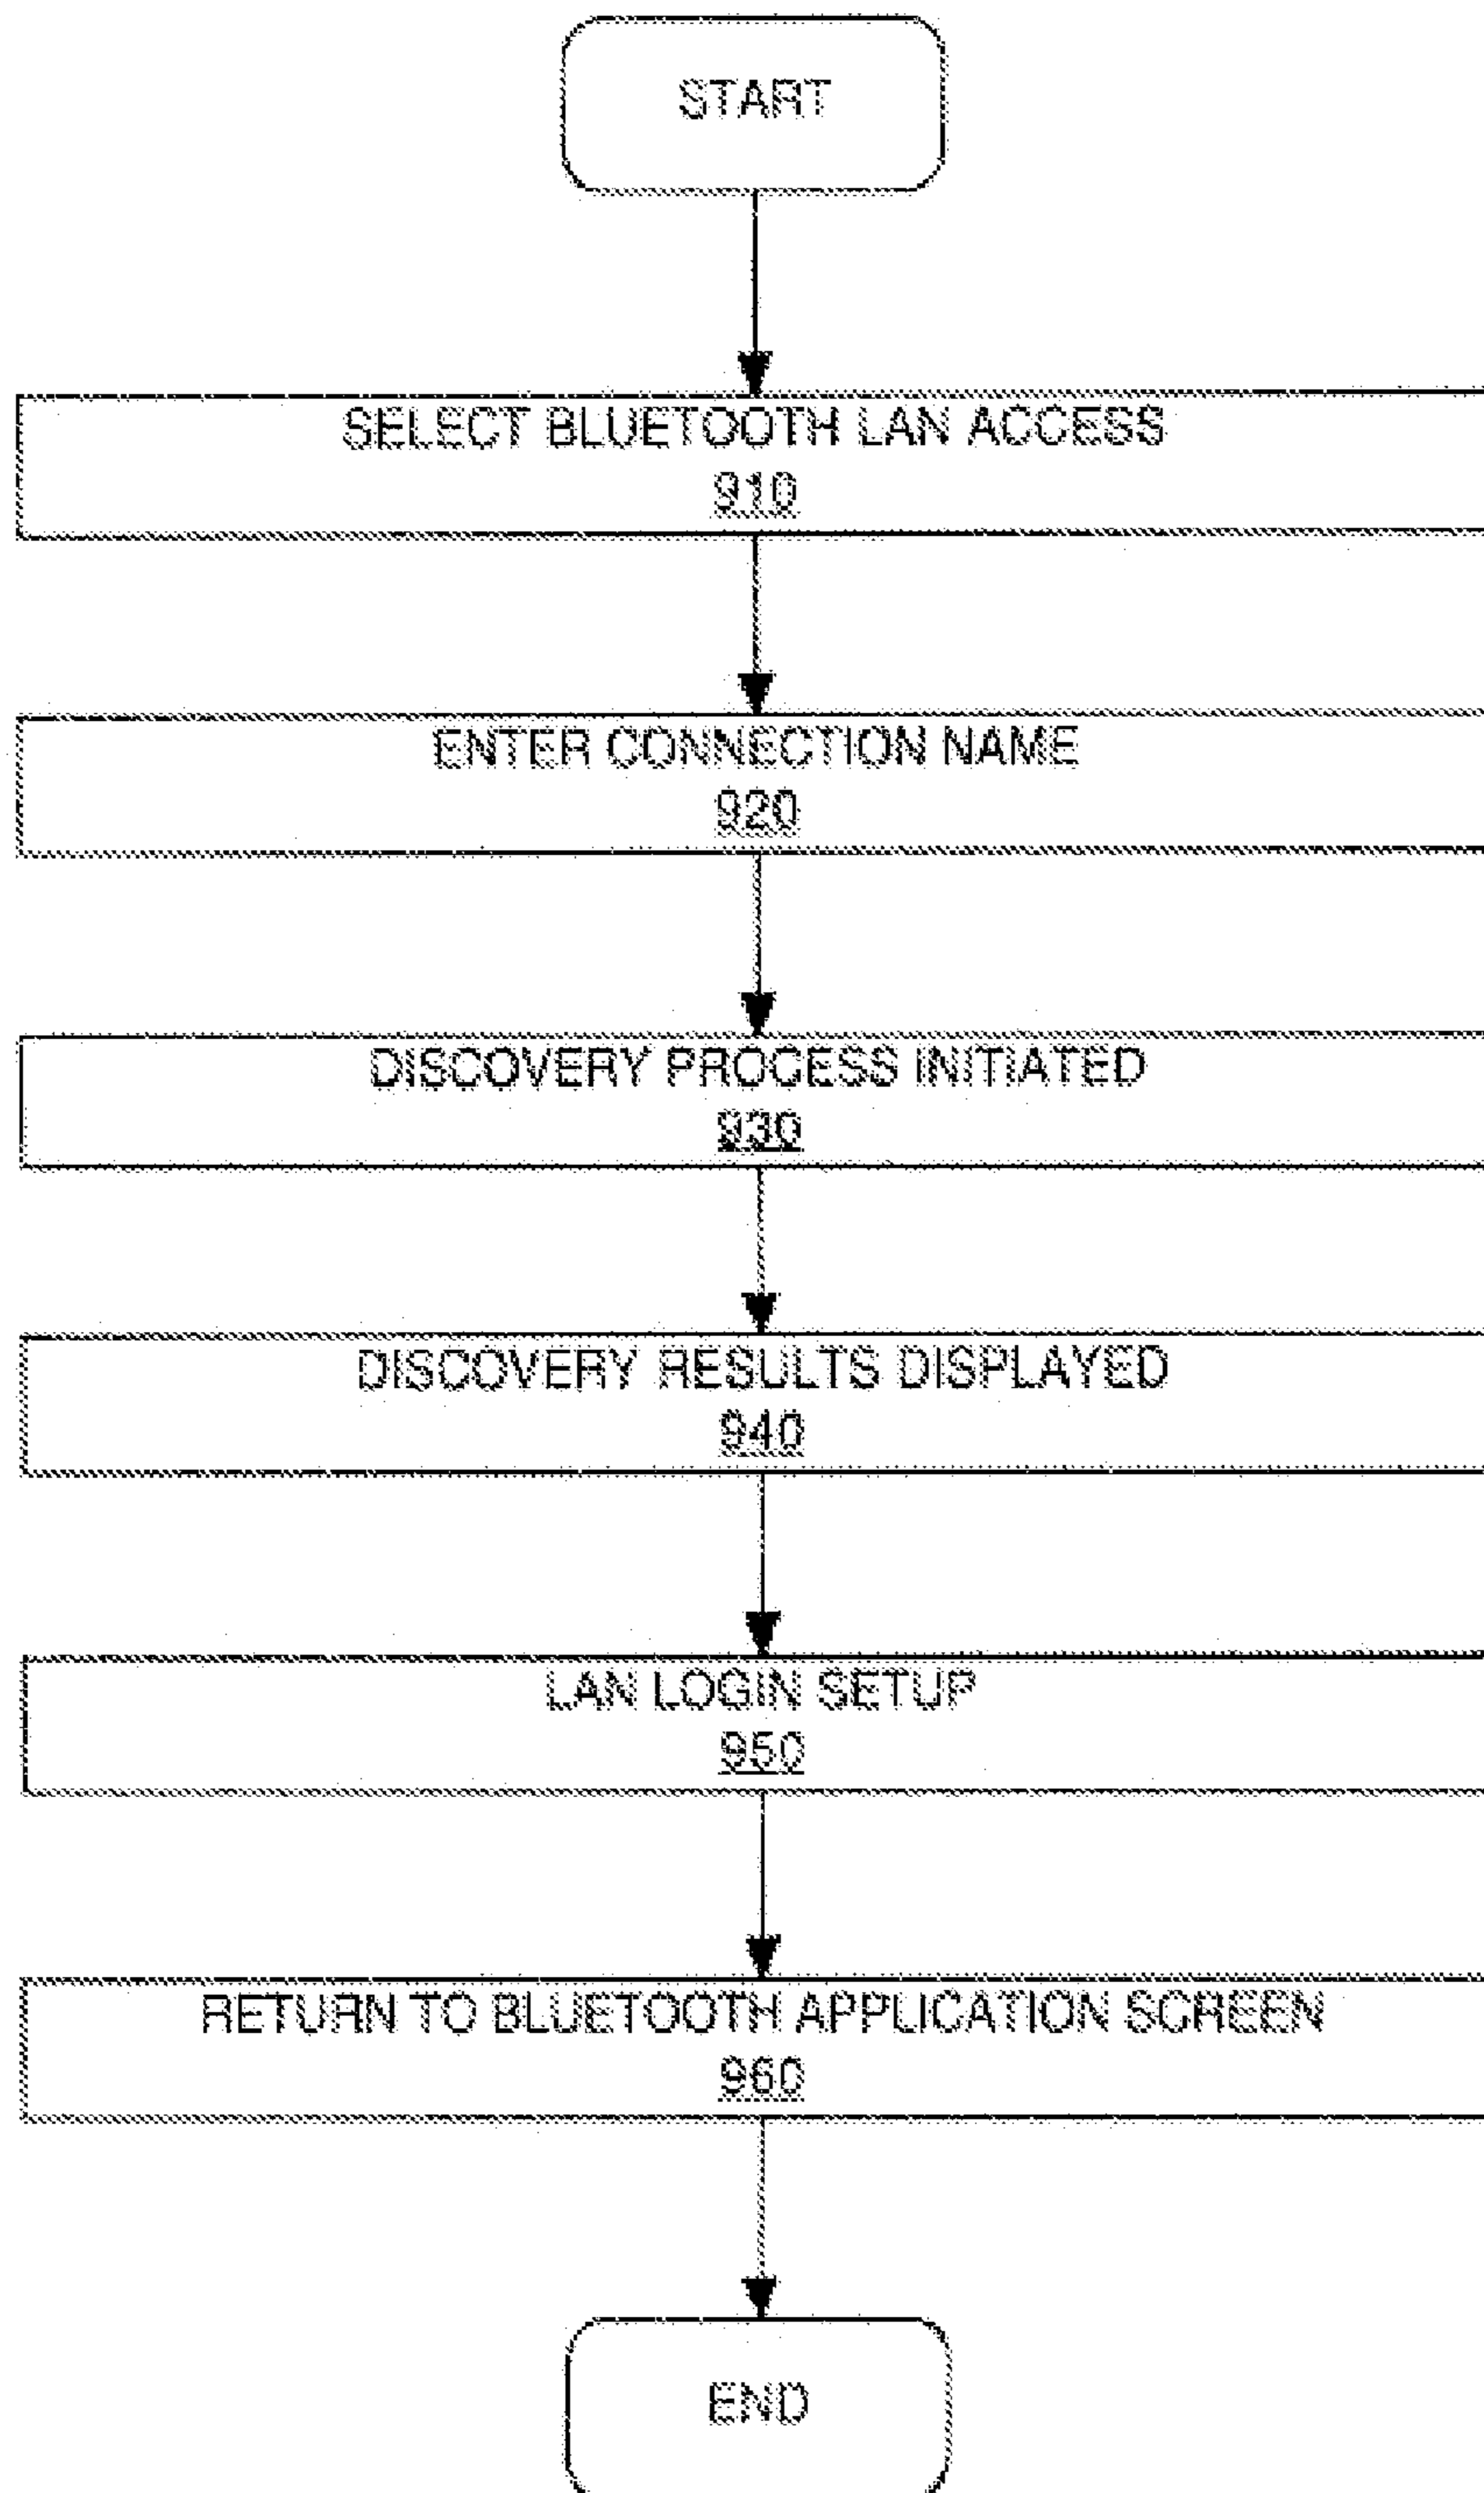 START
SELECT BLUETOOTH LAN ACCESS
910
ENTER CONNECTION NAME
920
DISCOVERY PROCESS INITIATED
930
DISCOVERY RESULTS DISPLAYED
940
LAN LOGIN SETUP
950
RETURN TO BLUETOOTH APPLICATION SCREEN
960
END